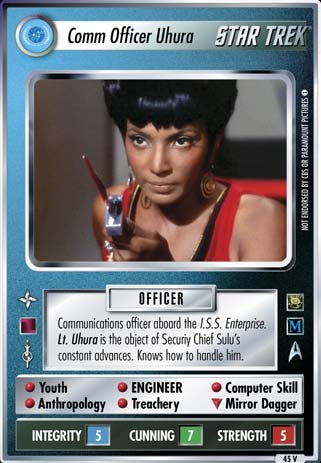 Comm Officer Uhura
STAR TREK
NOT ENDORSED BY CBS OR PARAMOUNT PICTURES
OFFICER
Communications officer aboard the I.S.S. Enterprise.
Lt. Uhura is the object of Securiy Chief Sulu's
constant advances. Knows how to handle him.
M
Youth
ENGINEER
Computer Skill
Anthropology
Treachery
Mirror Dagger
INTEGRITY 5 CUNNING 7 STRENGTH 5
45 V